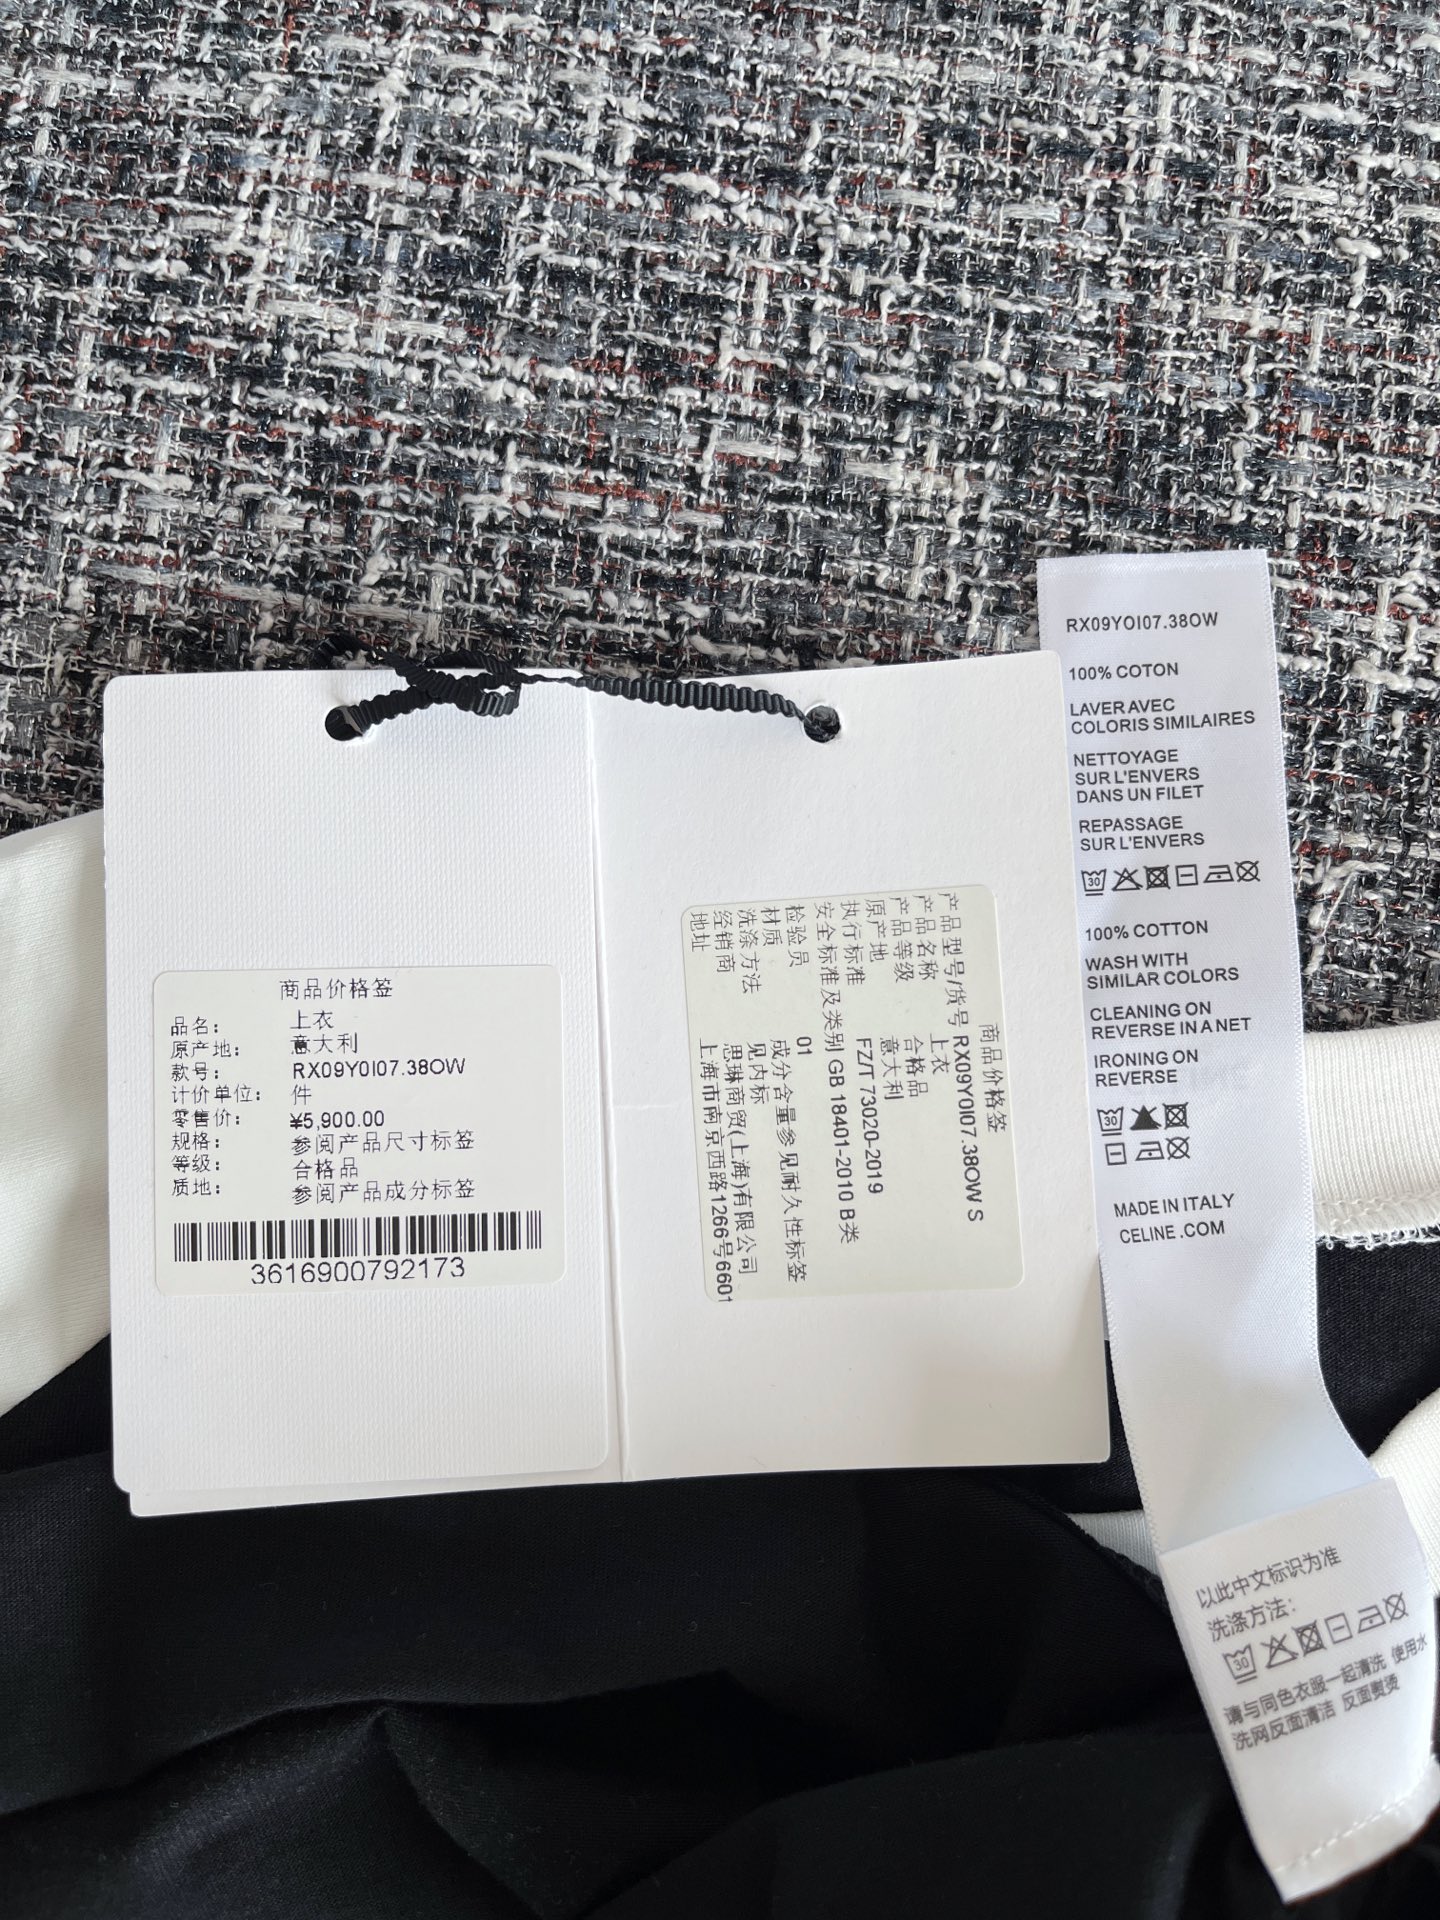 商品价格签
品名: 上衣
原产地: 意大利
款号: RX09Y0I07.38OW
计价单位: 件
零售价: ¥5,900.00
规格: 参阅产品尺寸标签
等级: 合格品
质地: 参阅产品成分标签
3616900792173
商品价格签
产品型号/货号 RX09Y0I07.38OW S
产品名称 上衣
产品等级 合格品
原产地 意大利
执行标准 FZ/T 73020-2019
安全标准及类别 GB 18401-2010 B类
检验员 01
材质 成分含量参见耐久性标签
洗涤方法 见内标
经销商 思琳商贸(上海)有限公司
地址 上海市南京西路1266号6601
RX09YOI07.38OW
100% COTON
LAVER AVEC
COLORIS SIMILAIRES
NETTOYAGE
SUR L'ENVERS
DANS UN FILET
REPASSAGE
SUR L'ENVERS
30
100% COTTON
WASH WITH
SIMILAR COLORS
CLEANING ON
REVERSE IN A NET
IRONING ON
REVERSE
30
MADE IN ITALY
CELINE.COM
以此中文标识为准
洗涤方法:
30
请与同色衣服一起清洗 使用水
洗网反面清洁 反面熨烫